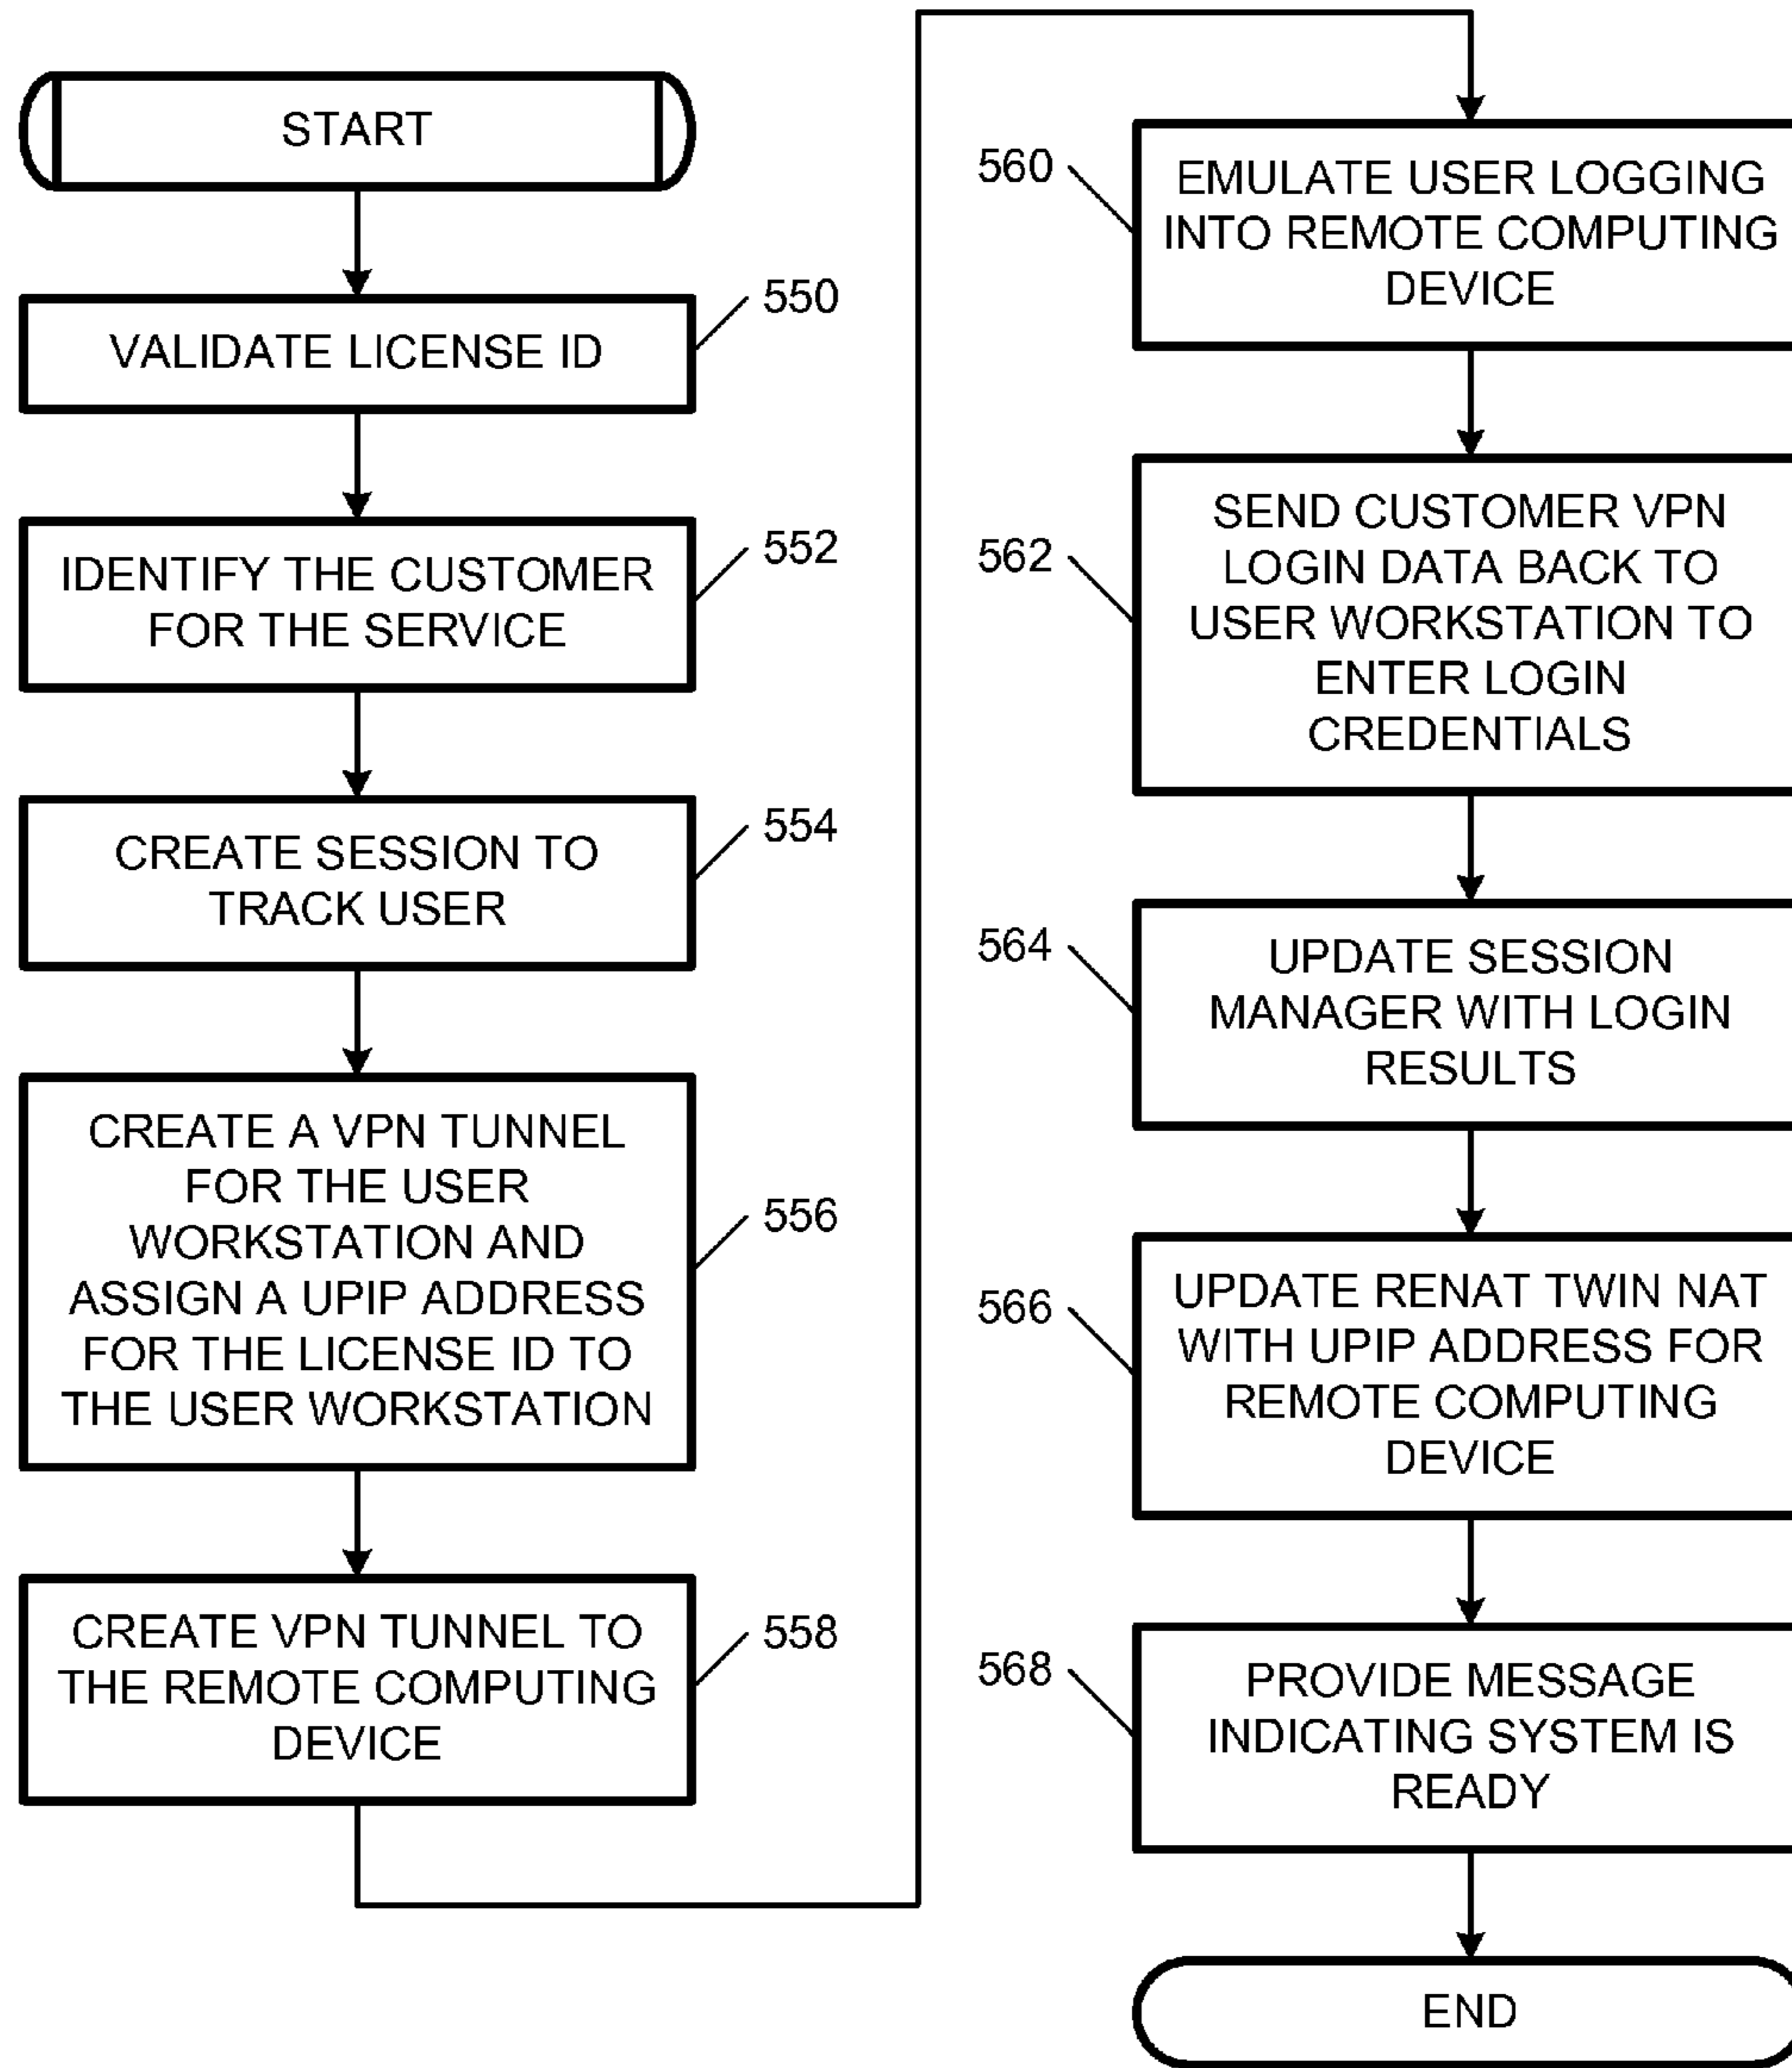 START
550
VALIDATE LICENSE ID
552
IDENTIFY THE CUSTOMER
FOR THE SERVICE
554
CREATE SESSION TO
TRACK USER
556
CREATE A VPN TUNNEL
FOR THE USER
WORKSTATION AND
ASSIGN A UPIP ADDRESS
FOR THE LICENSE ID TO
THE USER WORKSTATION
558
CREATE VPN TUNNEL TO
THE REMOTE COMPUTING
DEVICE
560
EMULATE USER LOGGING
INTO REMOTE COMPUTING
DEVICE
562
SEND CUSTOMER VPN
LOGIN DATA BACK TO
USER WORKSTATION TO
ENTER LOGIN
CREDENTIALS
564
UPDATE SESSION
MANAGER WITH LOGIN
RESULTS
566
UPDATE RENAT TWIN NAT
WITH UPIP ADDRESS FOR
REMOTE COMPUTING
DEVICE
568
PROVIDE MESSAGE
INDICATING SYSTEM IS
READY
END